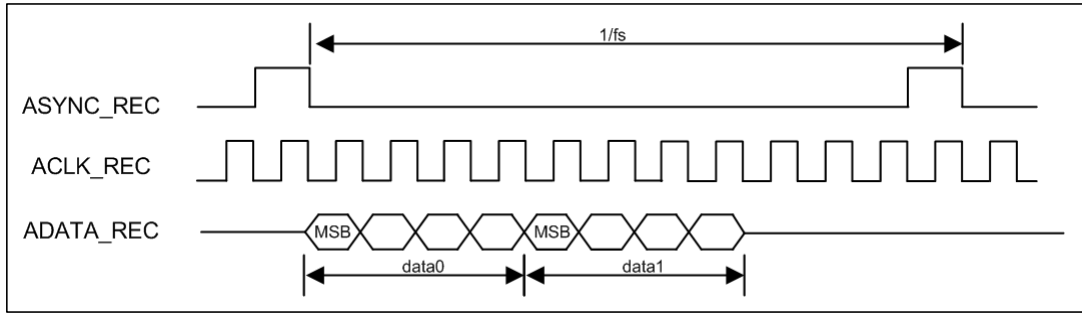 1/fs
ASYNC_REC
ACLK_REC
ADATA_REC
MSB MSB
data0 data1